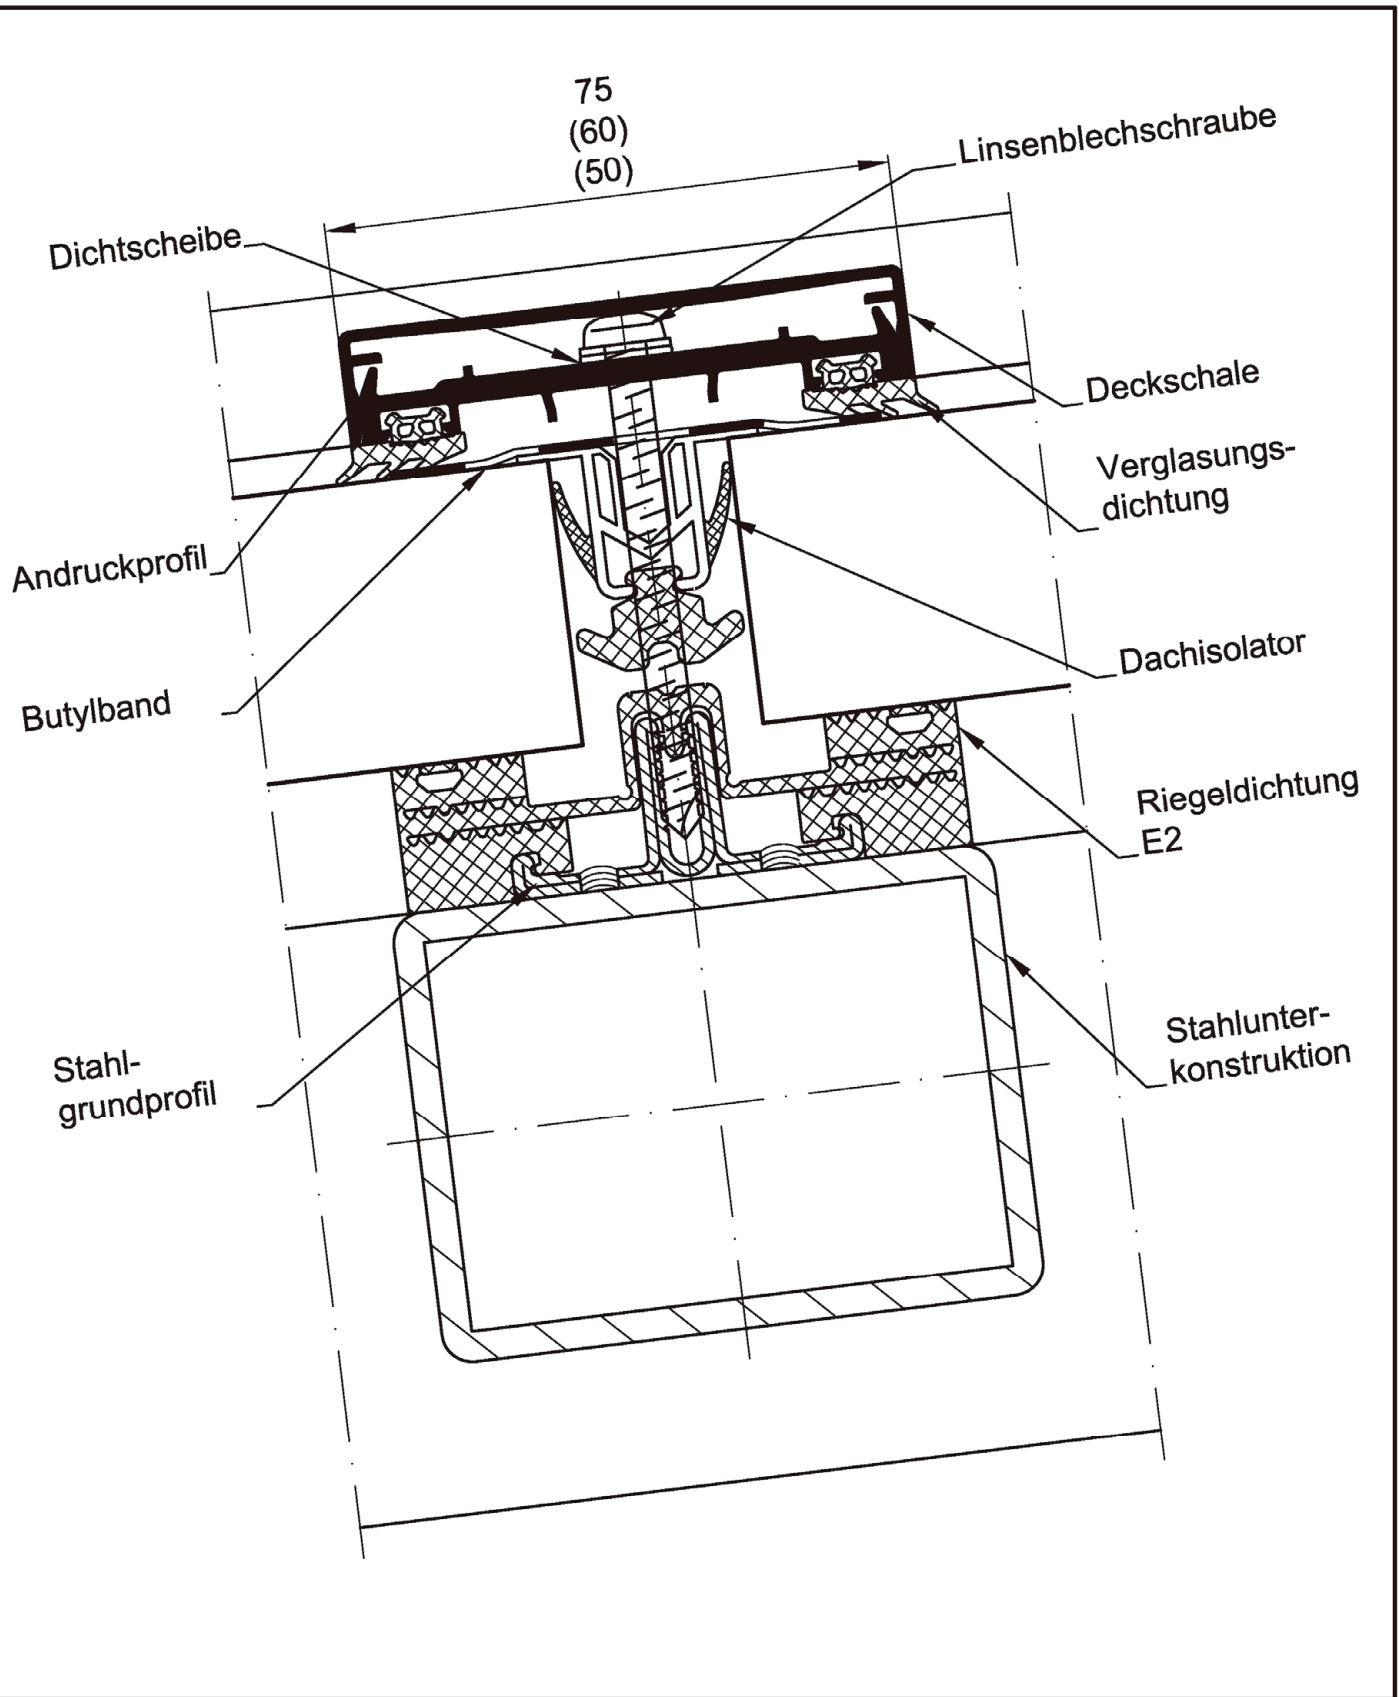 75
(60)
(50)
Linsenblechschraube
Dichtscheibe
Deckschale
Verglasungs-
dichtung
Andruckprofil
Dachisolator
Butylband
Riegeldichtung
E2
Stahlunter-
konstruktion
Stahl-
grundprofil